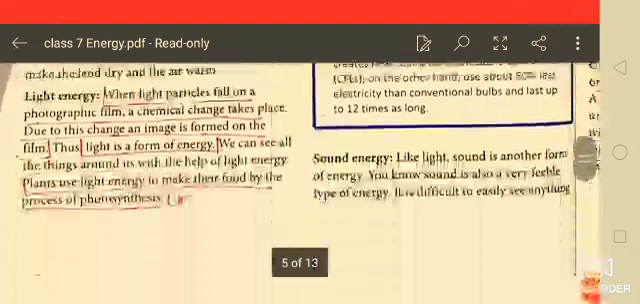 class 7 Energy.pdf - Read-only
make the land dry and the air warm
Light energy: When light particles fall on a
photographic film, a chemical change takes place.
Due to this change an image is formed on the
film. Thus light is a form of energy. We can see all
the things around us with the help of light energy.
Plants use light energy to make their food by the
process of photosynthesis
(CFLs), on the other hand, use about less
electricity than conventional bulbs and last up
to 12 times as long.
Sound energy: Like light, sound is another form
of energy. You know sound is also a very feeble
type of energy. It is difficult to easily see anything
5 of 13
ORDER